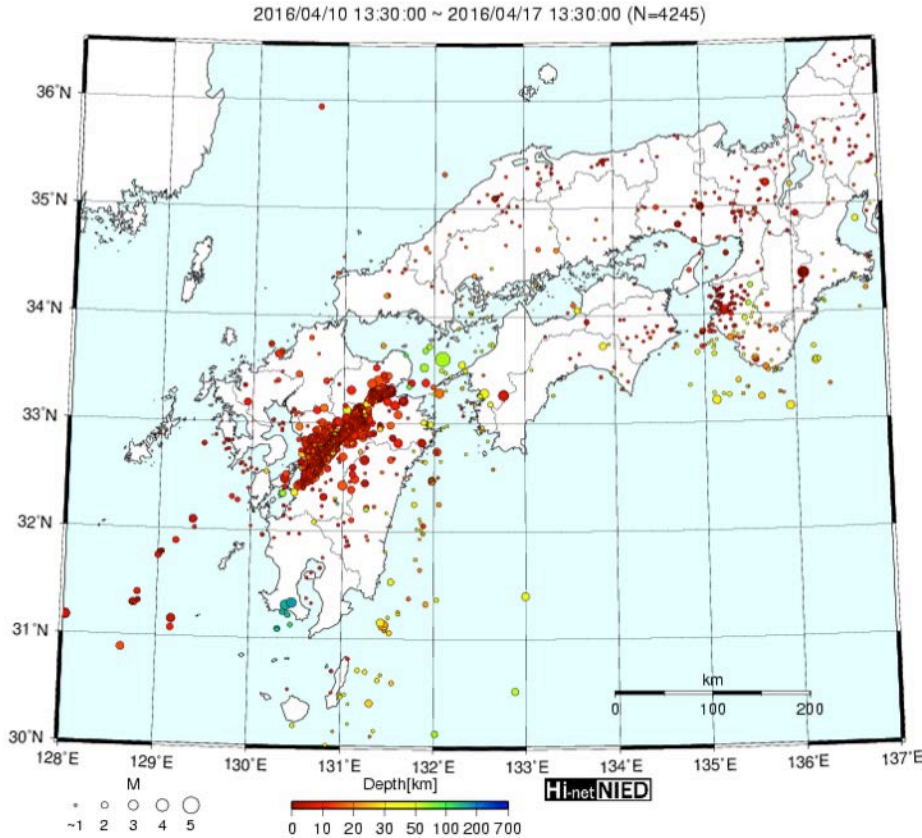 2016/04/10 13:30:00 ~ 2016/04/17 13:30:00 (N=4245)
36°N
35°N
34°N
33°N
32°N
31°N
30°N
128°E 129°E 130°E 131°E 132°E 133°E 134°E 135°E 136°E 137°E
km
0 100 200
M
~1 2 3 4 5
Depth[km]
0 10 20 30 50 100 200 700
Hi-net NIED